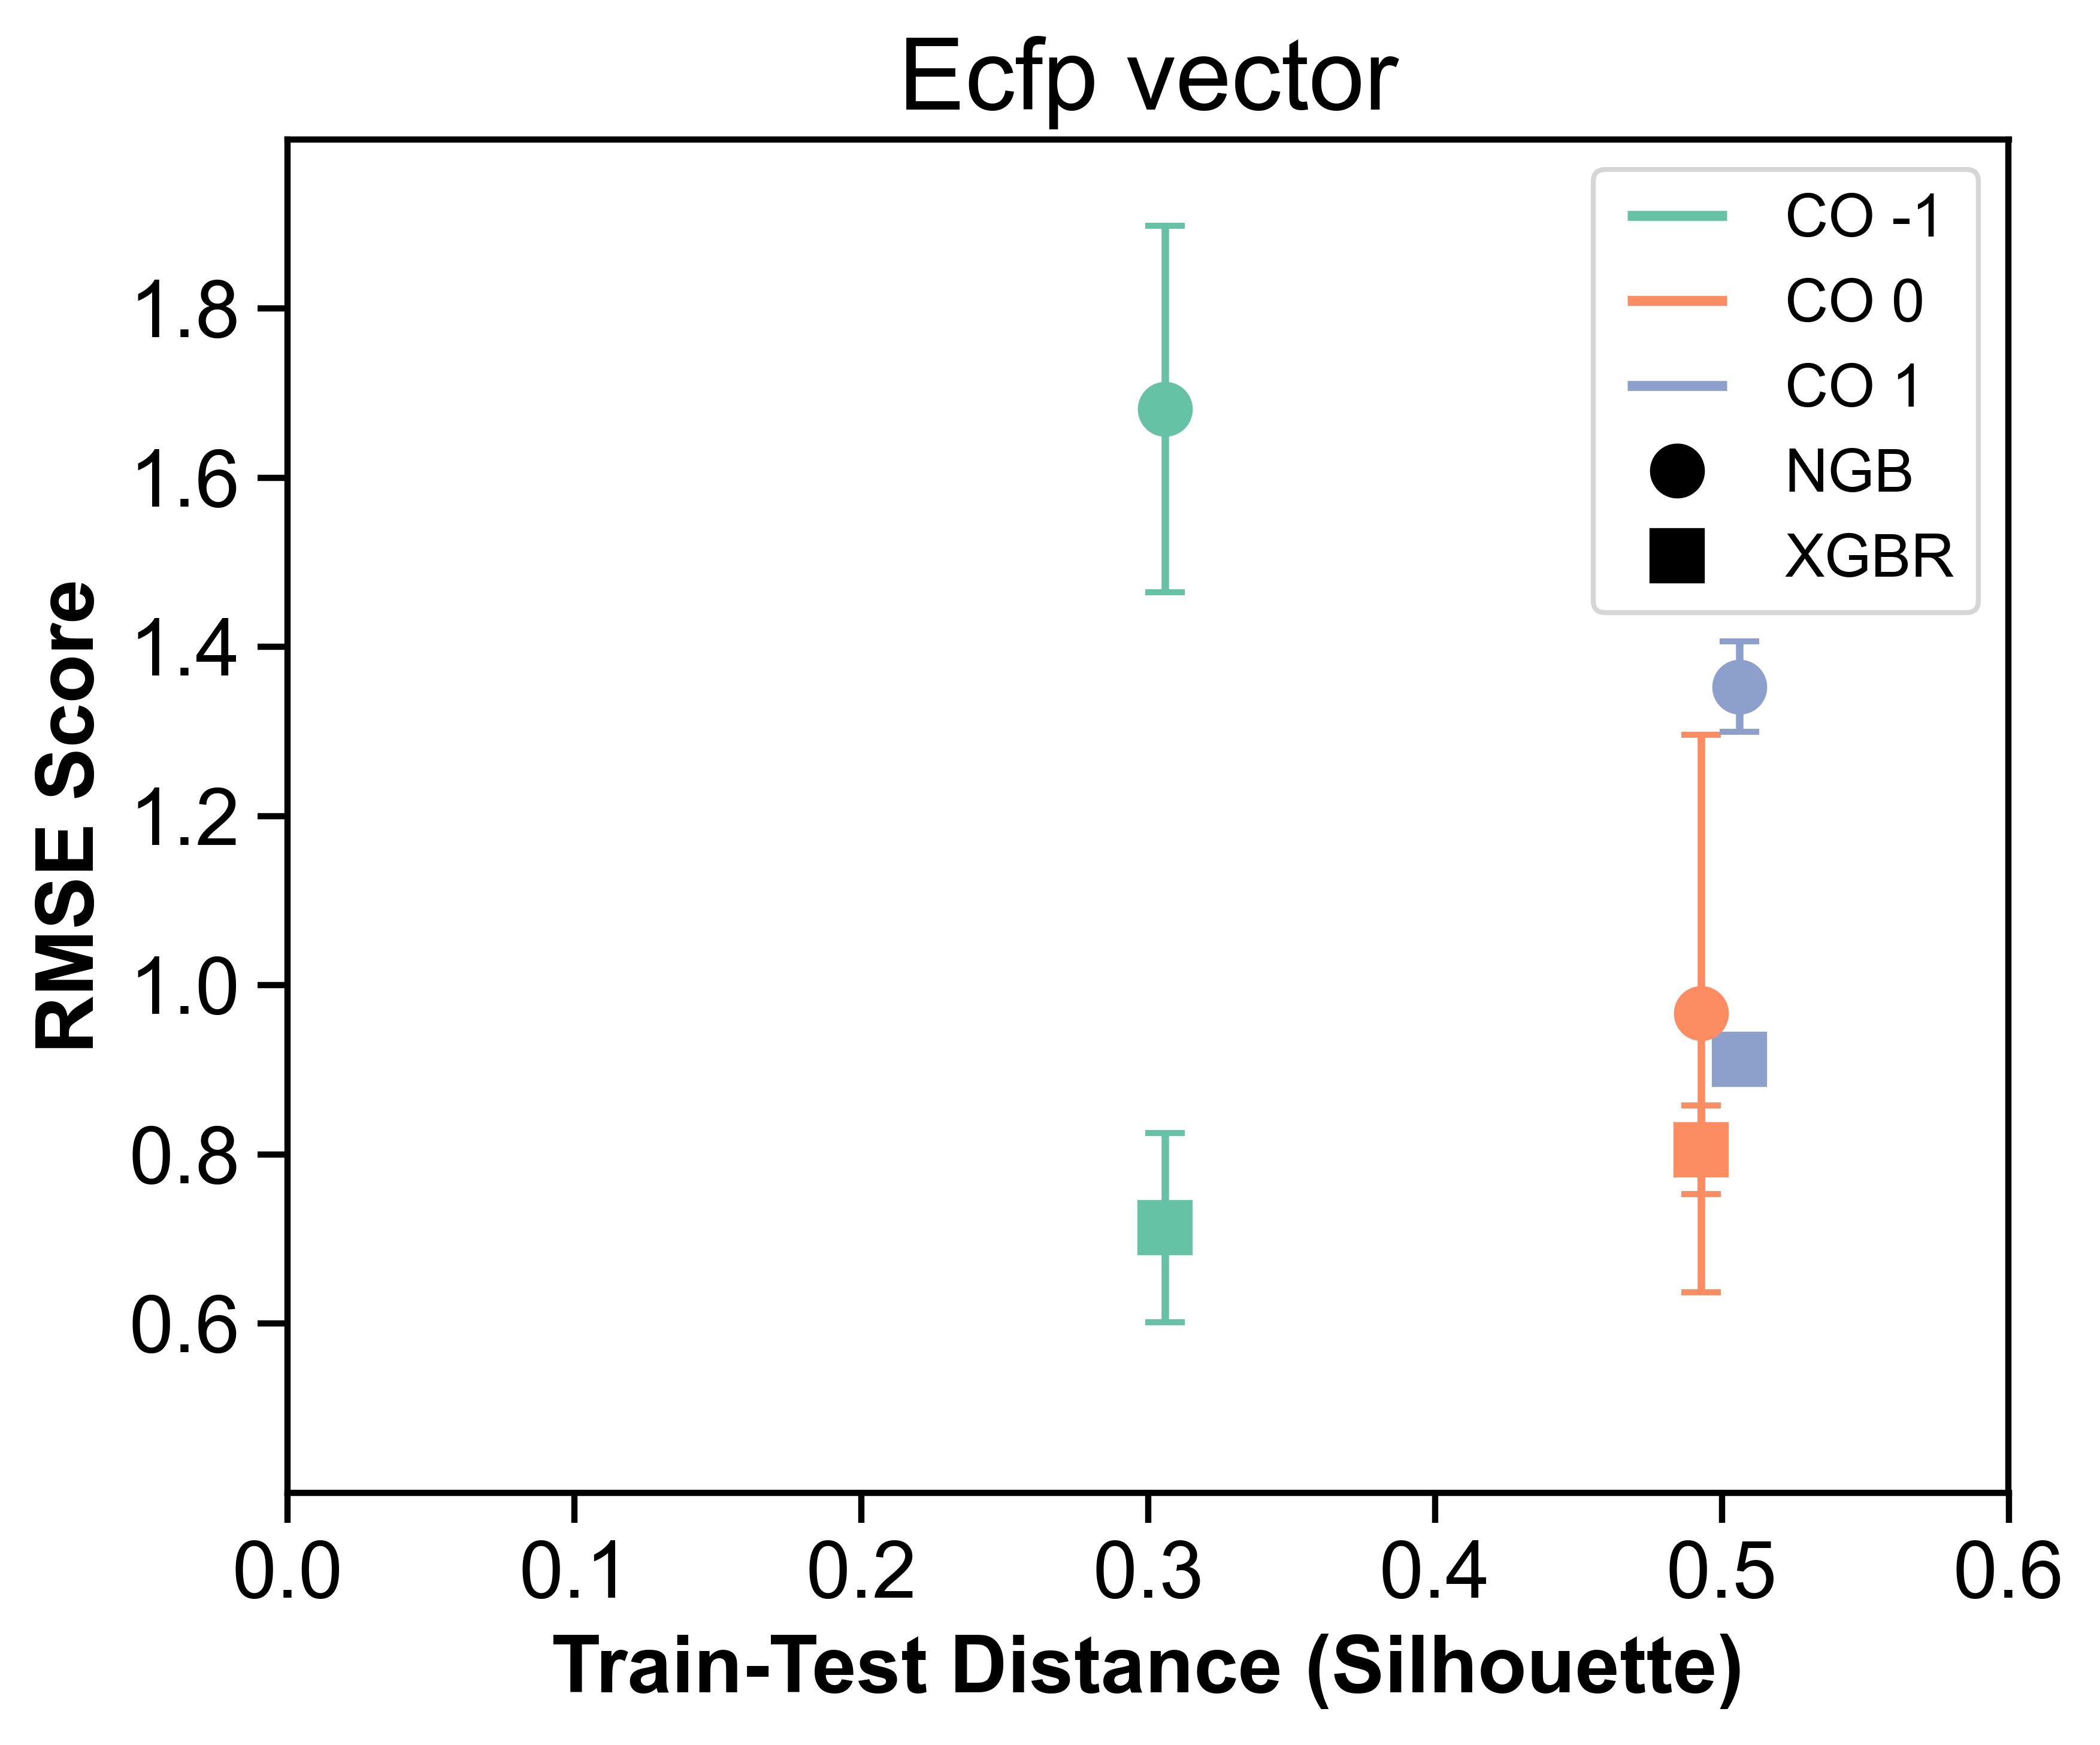 Ecfp vector
CO -1
CO 0
CO 1
NGB
XGBR
RMSE Score
1.8
1.6
1.4
1.2
1.0
0.8
0.6
0.0 0.1 0.2 0.3 0.4 0.5 0.6
Train-Test Distance (Silhouette)